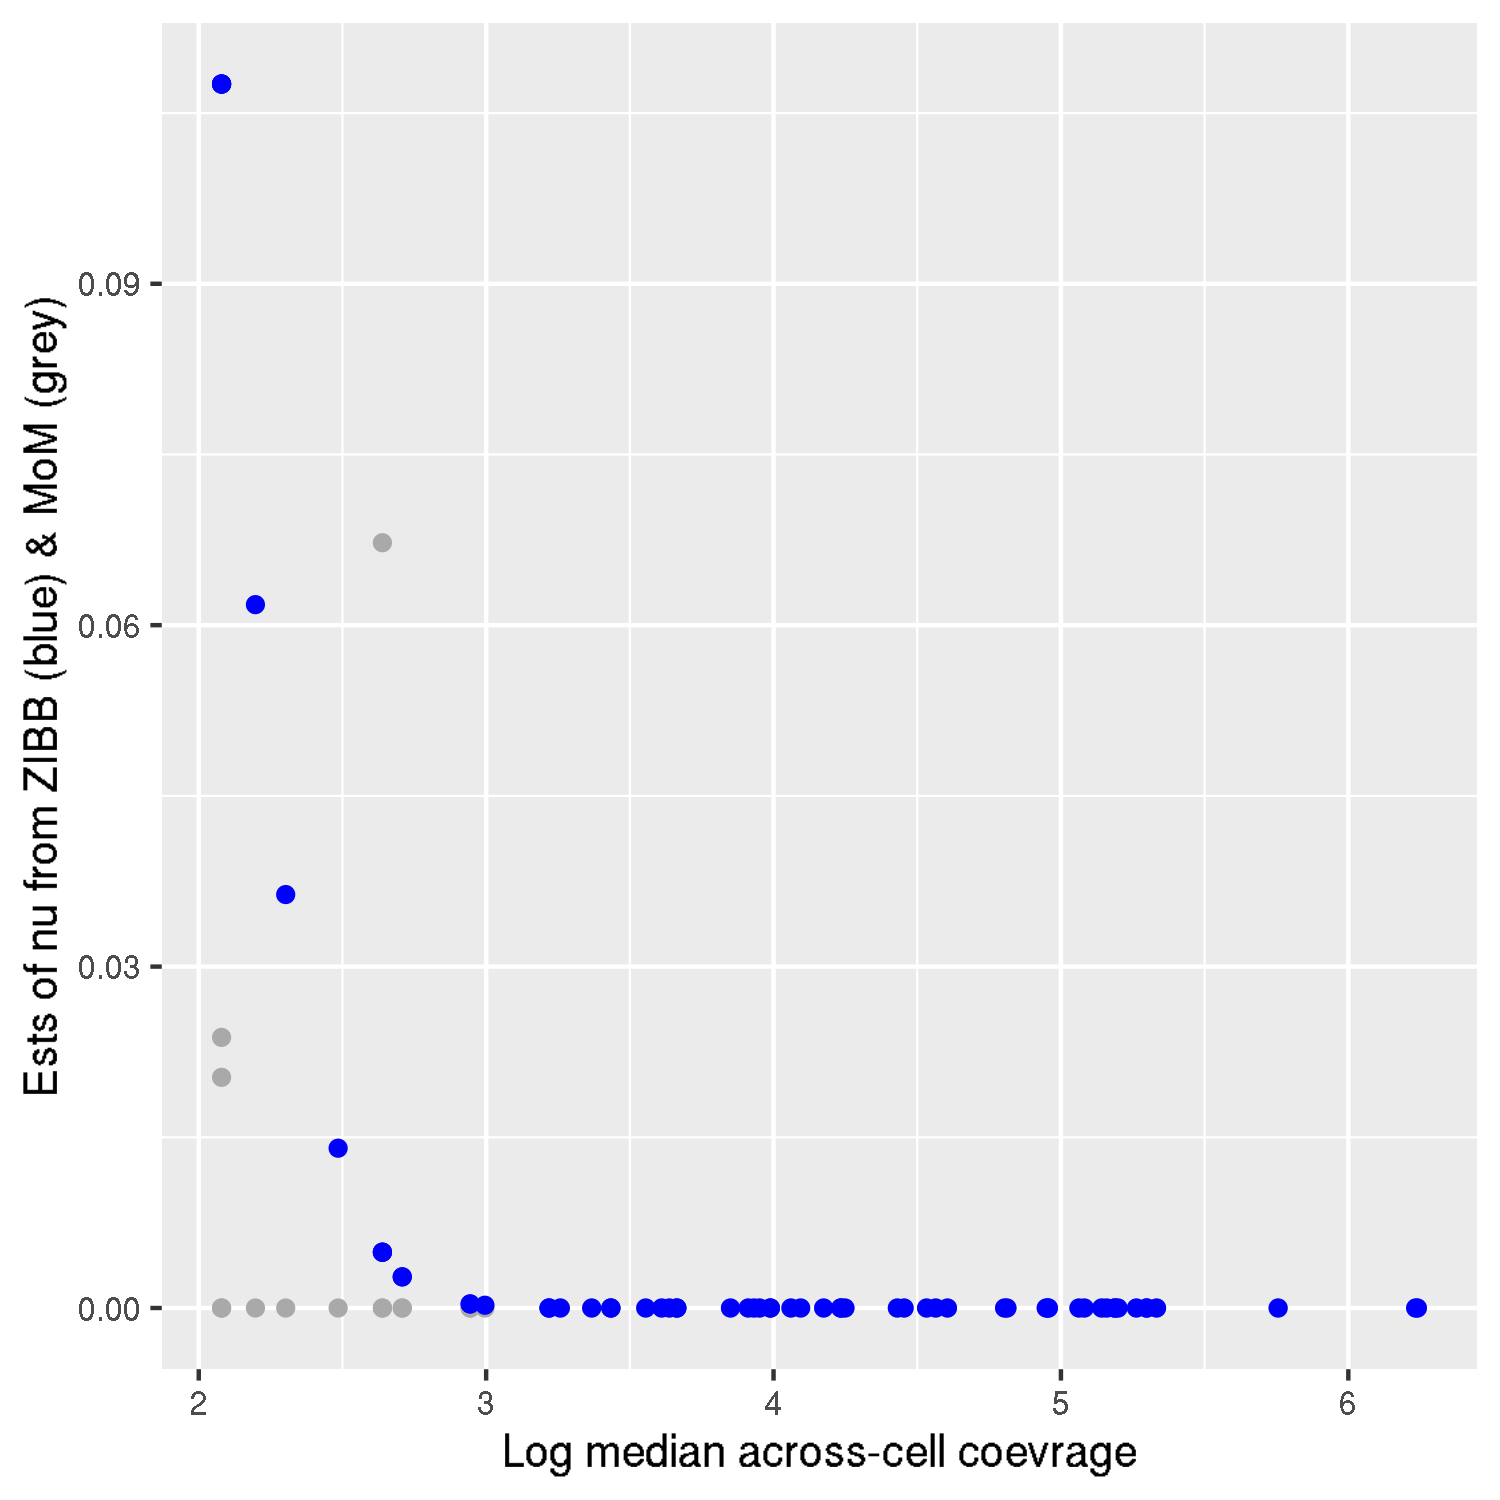 Ests of nu from ZIBB (blue) & MoM (grey)
0.09
0.06
0.03
0.00
2 3 4 5 6
Log median across-cell coevrage